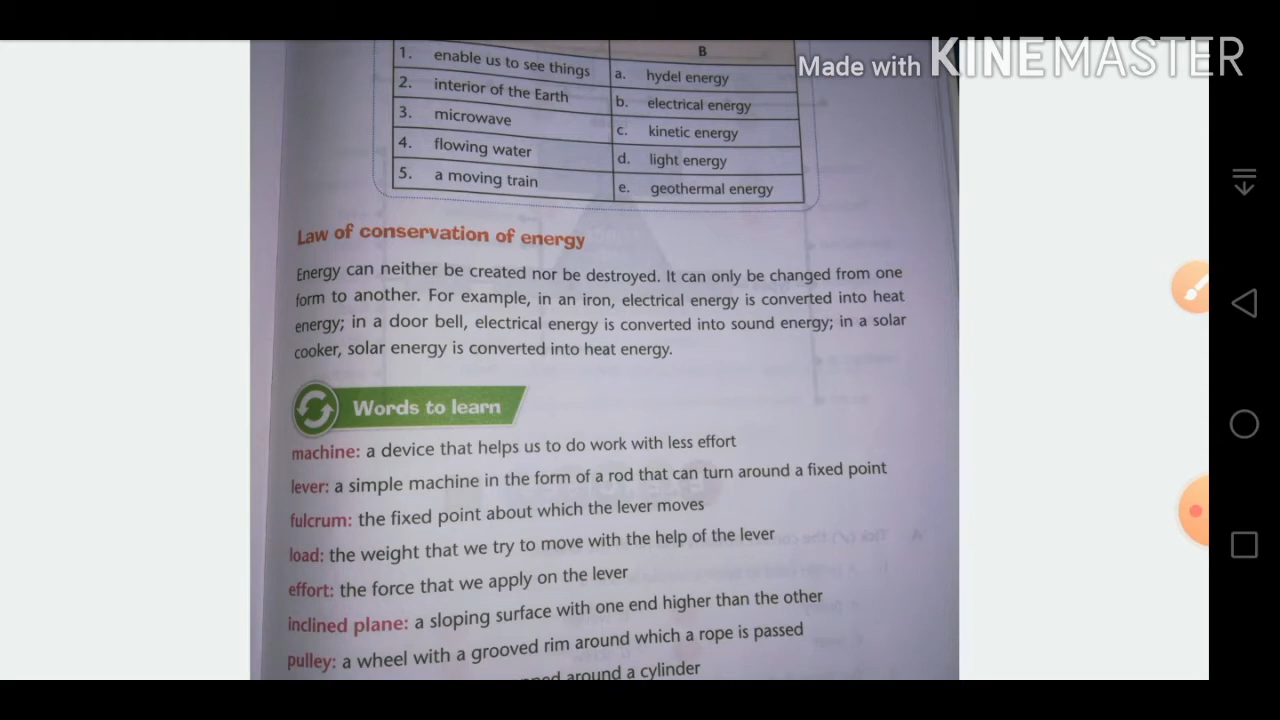 Made with KINEMASTER
B
1. enable us to see things a. hydel energy
2. interior of the Earth b. electrical energy
3. microwave c. kinetic energy
4. flowing water d. light energy
5. a moving train e. geothermal energy
Law of conservation of energy
Energy can neither be created nor be destroyed. It can only be changed from one
form to another. For example, in an iron, electrical energy is converted into heat
energy; in a door bell, electrical energy is converted into sound energy; in a solar
cooker, solar energy is converted into heat energy.
Words to learn
machine: a device that helps us to do work with less effort
lever: a simple machine in the form of a rod that can turn around a fixed point
fulcrum: the fixed point about which the lever moves
load: the weight that we try to move with the help of the lever
effort: the force that we apply on the lever
inclined plane: a sloping surface with one end higher than the other
pulley: a wheel with a grooved rim around which a rope is passed
around a cylinder